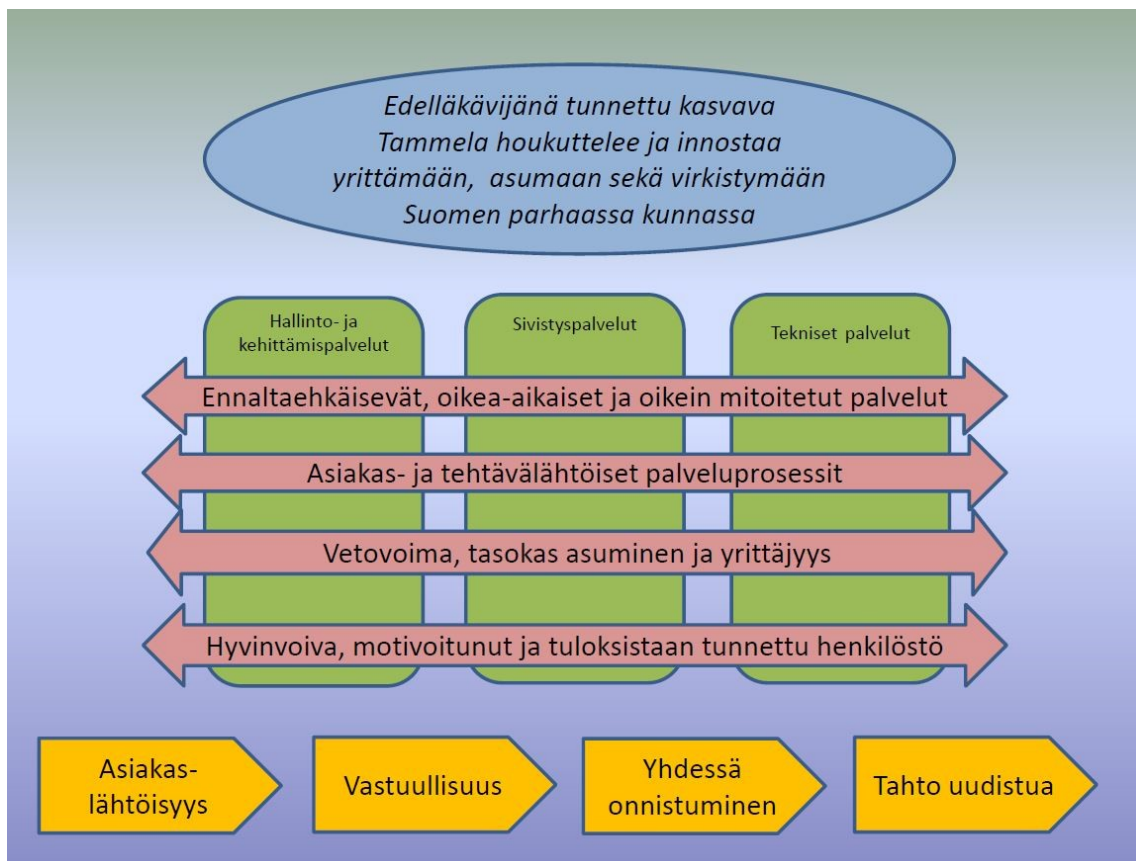 Edelläkävijänä tunnettu kasvava
Tammela houkuttelee ja innostaa
yrittämään, asumaan sekä virkistymään
Suomen parhaassa kunnassa
Hallinto- ja
kehittämispalvelut
Sivistyspalvelut
Tekniset palvelut
Ennaltaehkäisevät, oikea-aikaiset ja oikein mitoitetut palvelut
Asiakas- ja tehtävälähtöiset palveluprosessit
Vetovoima, tasokas asuminen ja yrittäjyys
Hyvinvoiva, motivoitunut ja tuloksistaan tunnettu henkilöstö
Asiakas-
lähtöisyys
Vastuullisuus
Yhdessä
onnistuminen
Tahto uudistua